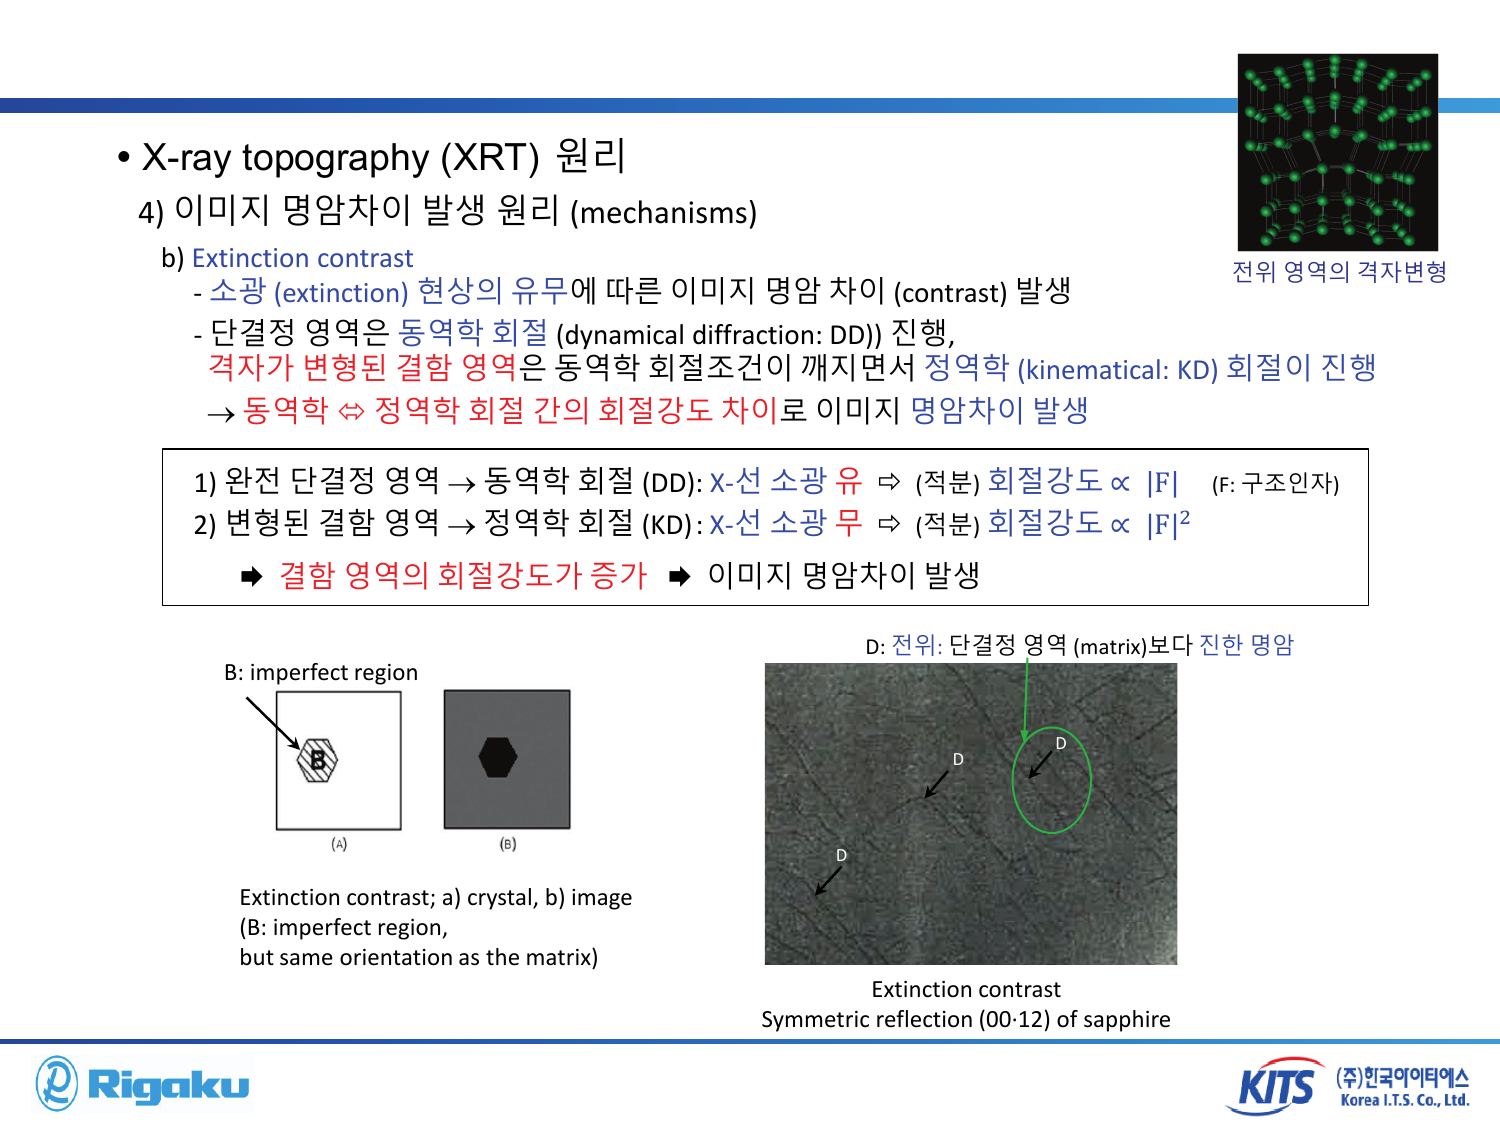 • X-ray topography (XRT) 원리
4) 이미지 명암차이 발생 원리 (mechanisms)
전위 영역의 격자변형
b) Extinction contrast
- 소광 (extinction) 현상의 유무에 따른 이미지 명암 차이 (contrast) 발생
- 단결정 영역은 동역학 회절 (dynamical diffraction: DD)) 진행,
격자가 변형된 결함 영역은 동역학 회절조건이 깨지면서 정역학 (kinematical: KD) 회절이 진행
→ 동역학 ⇔ 정역학 회절 간의 회절강도 차이로 이미지 명암차이 발생
1) 완전 단결정 영역 → 동역학 회절 (DD): X-선 소광 유 ⇨ (적분) 회절강도 ∝ |F| (F: 구조인자)
2) 변형된 결함 영역 → 정역학 회절 (KD): X-선 소광 무 ⇨ (적분) 회절강도 ∝ |F|²
➡ 결함 영역의 회절강도가 증가 ➡ 이미지 명암차이 발생
B: imperfect region
B
(A)
(B)
Extinction contrast; a) crystal, b) image
(B: imperfect region,
but same orientation as the matrix)
D: 전위: 단결정 영역 (matrix)보다 진한 명암
D
D
D
Extinction contrast
Symmetric reflection (00·12) of sapphire
Rigaku
KITS
(주)한국아이티에스
Korea I.T.S. Co., Ltd.